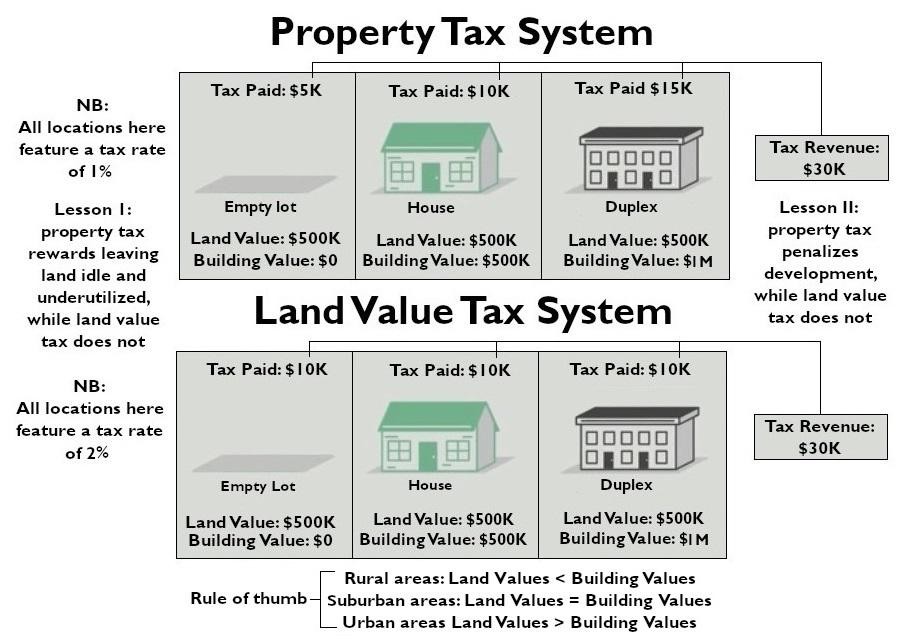 Property Tax System
NB:
All locations here
feature a tax rate
of 1%
Lesson I:
property tax
rewards leaving
land idle and
underutilized,
while land value
tax does not
Tax Paid: $5K
Empty lot
Land Value: $500K
Building Value: $0
Tax Paid: $10K
House
Land Value: $500K
Building Value: $500K
Tax Paid $15K
Duplex
Land Value: $500K
Building Value: $1M
Tax Revenue:
$30K
Lesson II:
property tax
penalizes
development,
while land value
tax does not
Land Value Tax System
NB:
All locations here
feature a tax rate
of 2%
Tax Paid: $10K
Empty Lot
Land Value: $500K
Building Value: $0
Tax Paid: $10K
House
Land Value: $500K
Building Value: $500K
Tax Paid: $10K
Duplex
Land Value: $500K
Building Value: $1M
Tax Revenue:
$30K
Rule of thumb
Rural areas: Land Values < Building Values
Suburban areas: Land Values = Building Values
Urban areas Land Values > Building Values